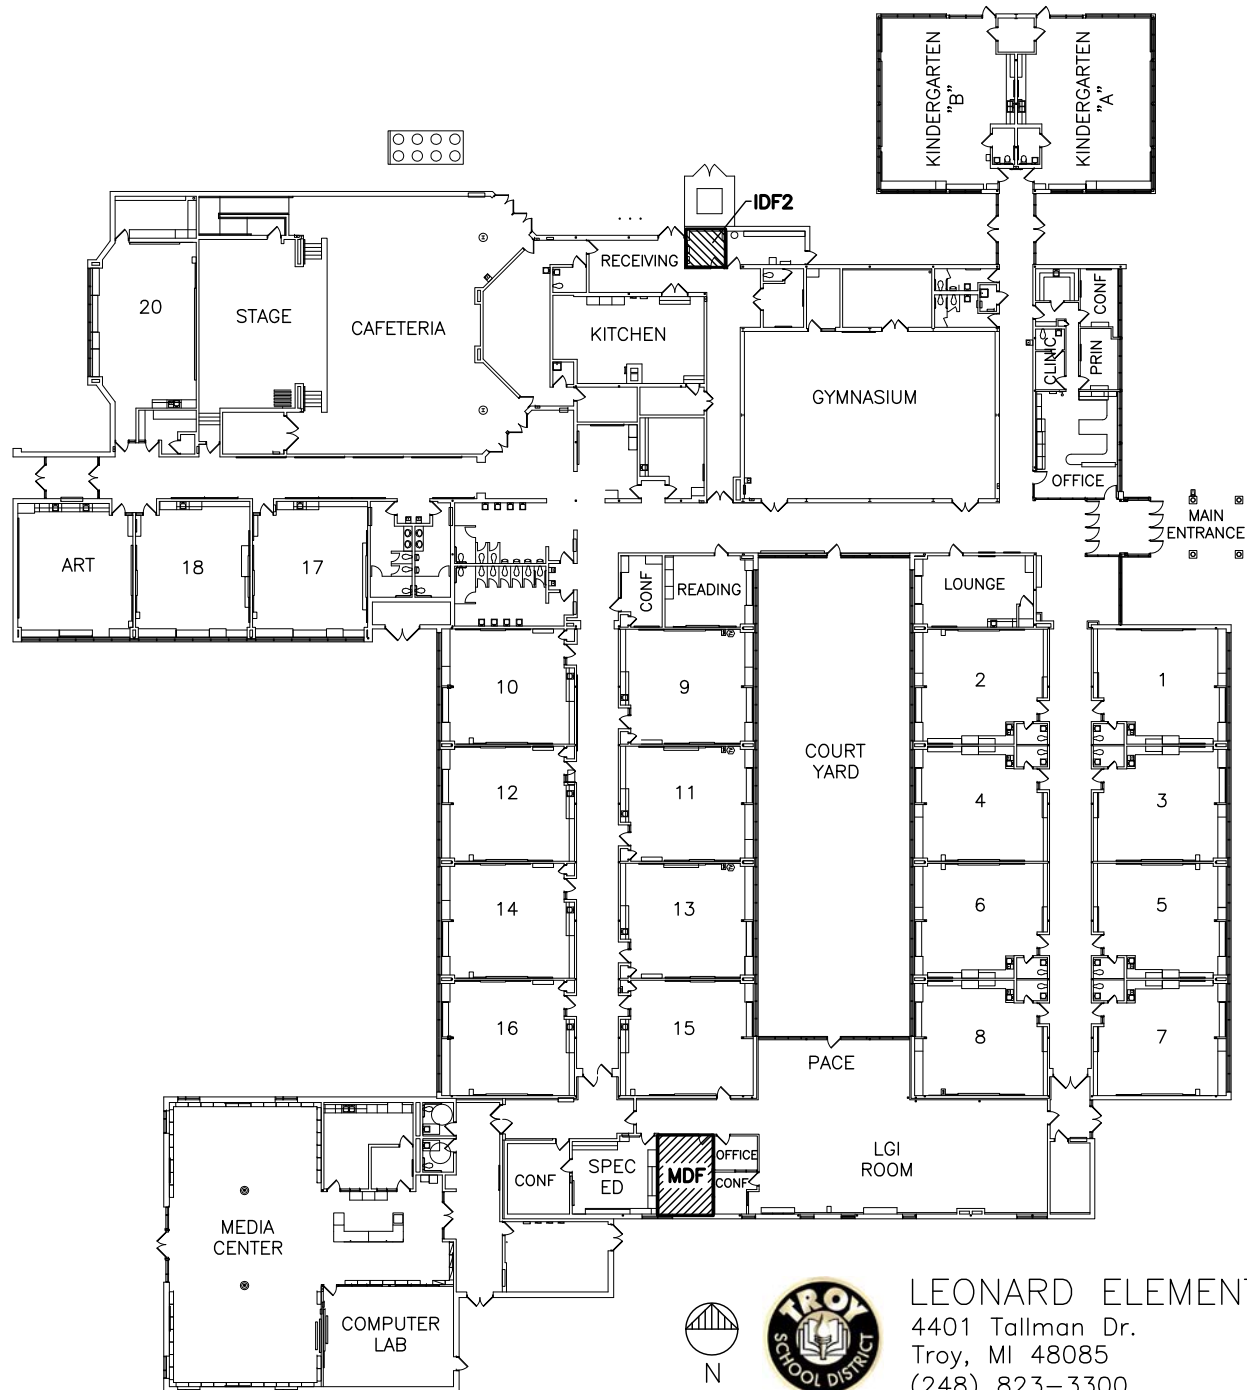 KINDERGARTEN
"B"
KINDERGARTEN
"A"
IDF2
RECEIVING
20
STAGE
CAFETERIA
KITCHEN
GYMNASIUM
CONF
CLINIC
PRIN
OFFICE
MAIN
ENTRANCE
ART
18
17
CONF
READING
LOUNGE
10
9
2
1
COURT
YARD
12
11
4
3
14
13
6
5
16
15
8
7
PACE
CONF
SPEC
ED
MDF
OFFICE
CONF
LGI
ROOM
MEDIA
CENTER
COMPUTER
LAB
N
TROY
SCHOOL DISTRICT
LEONARD ELEMENT
4401 Tallman Dr.
Troy, MI 48085
(248) 823-3300